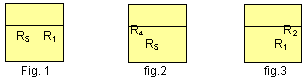 R₅ R₁
Fig. 1
R₄
R₅
fig.2
R₂
R₁
fig.3